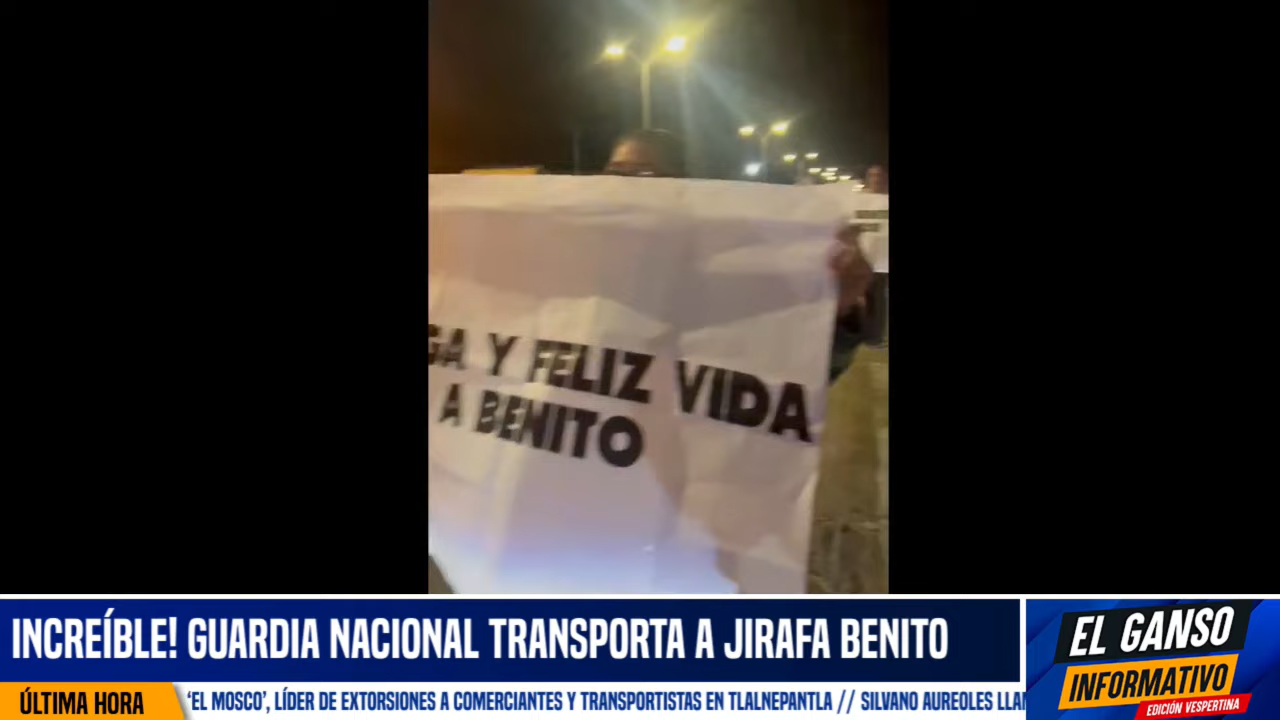 Y FELIZ VIDA
A BENITO
INCREÍBLE! GUARDIA NACIONAL TRANSPORTA A JIRAFA BENITO
EL GANSO
INFORMATIVO
EDICIÓN VESPERTINA
ÚLTIMA HORA
'EL MOSCO', LÍDER DE EXTORSIONES A COMERCIANTES Y TRANSPORTISTAS EN TLALNEPANTLA // SILVANO AUREOLES